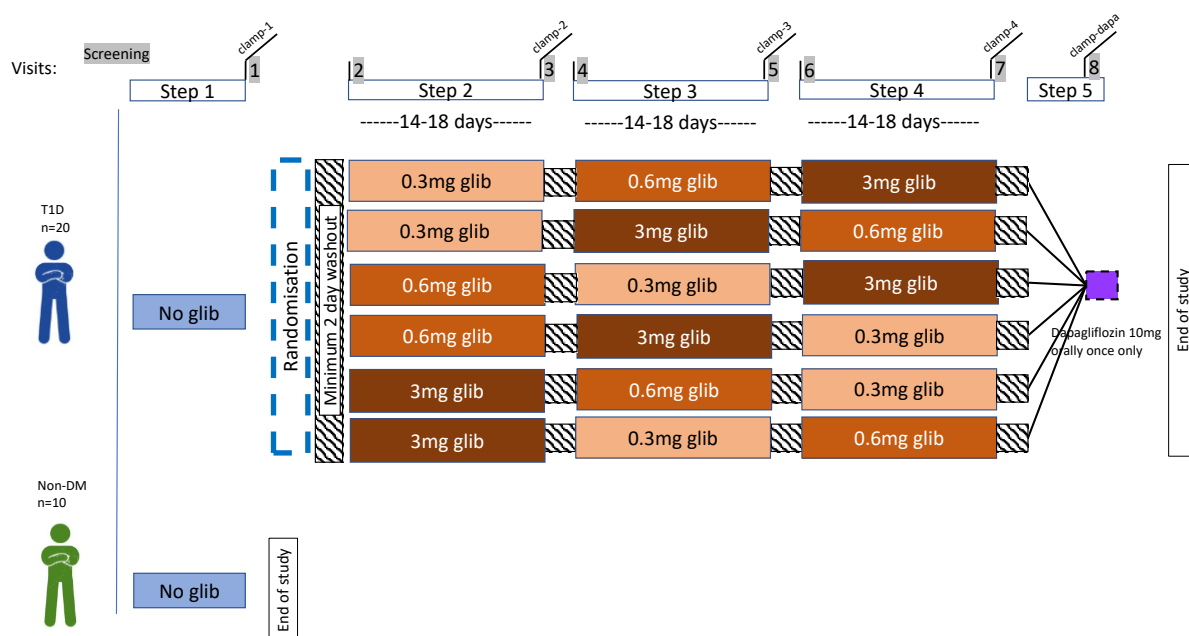 clamp-1
clamp-2
clamp-3
clamp-4
clamp-dapa
Screening
Visits:
1
2
3
4
5
6
7
8
Step 1
Step 2
Step 3
Step 4
Step 5
------14-18 days------
------14-18 days------
------14-18 days------
T1D
n=20
No glib
Randomisation
Minimum 2 day washout
0.3mg glib
0.6mg glib
3mg glib
0.3mg glib
3mg glib
0.6mg glib
0.6mg glib
0.3mg glib
3mg glib
0.6mg glib
3mg glib
0.3mg glib
3mg glib
0.6mg glib
0.3mg glib
3mg glib
0.3mg glib
0.6mg glib
Dapagliflozin 10mg
orally once only
End of study
Non-DM
n=10
No glib
End of study